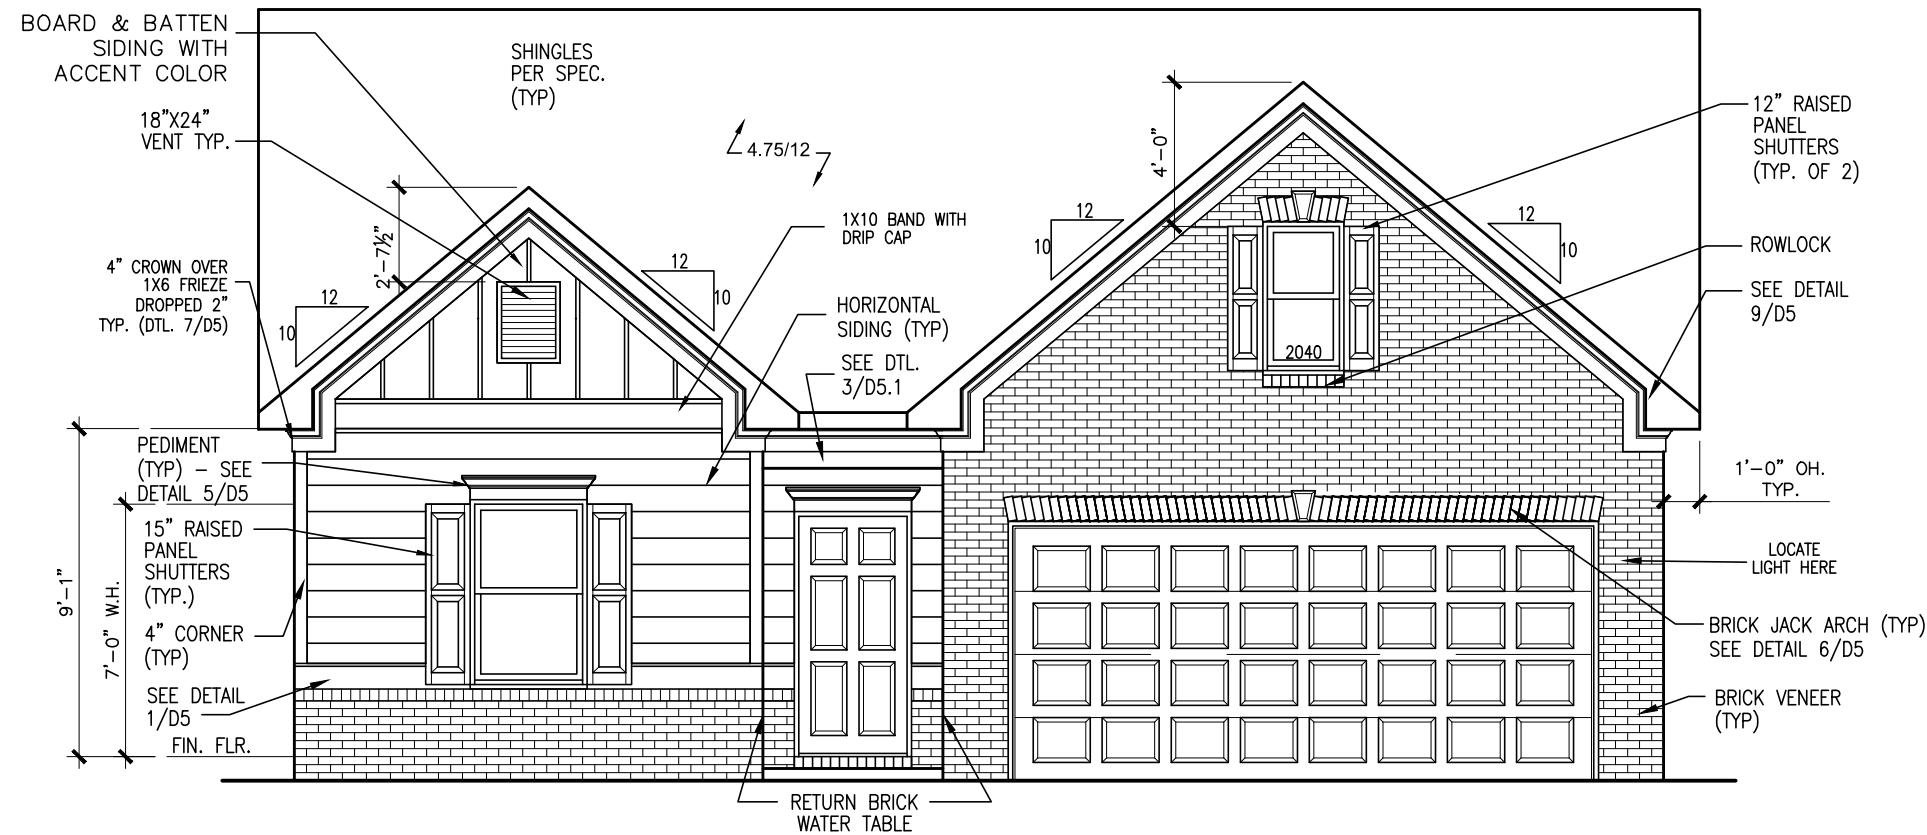 BOARD & BATTEN
SIDING WITH
ACCENT COLOR
SHINGLES
PER SPEC.
(TYP)
18"X24"
VENT TYP.
4.75/12
4'-0"
12" RAISED
PANEL
SHUTTERS
(TYP. OF 2)
2'-7½"
1X10 BAND WITH
DRIP CAP
12
10
12
10
12
10
12
10
ROWLOCK
4" CROWN OVER
1X6 FRIEZE
DROPPED 2"
TYP. (DTL. 7/D5)
HORIZONTAL
SIDING (TYP)
SEE DETAIL
9/D5
SEE DTL.
3/D5.1
2040
PEDIMENT
(TYP) – SEE
DETAIL 5/D5
1'-0" OH.
TYP.
15" RAISED
PANEL
SHUTTERS
(TYP.)
9'-1"
7'-0" W.H.
LOCATE
LIGHT HERE
4" CORNER
(TYP)
BRICK JACK ARCH (TYP)
SEE DETAIL 6/D5
SEE DETAIL
1/D5
BRICK VENEER
(TYP)
FIN. FLR.
RETURN BRICK
WATER TABLE